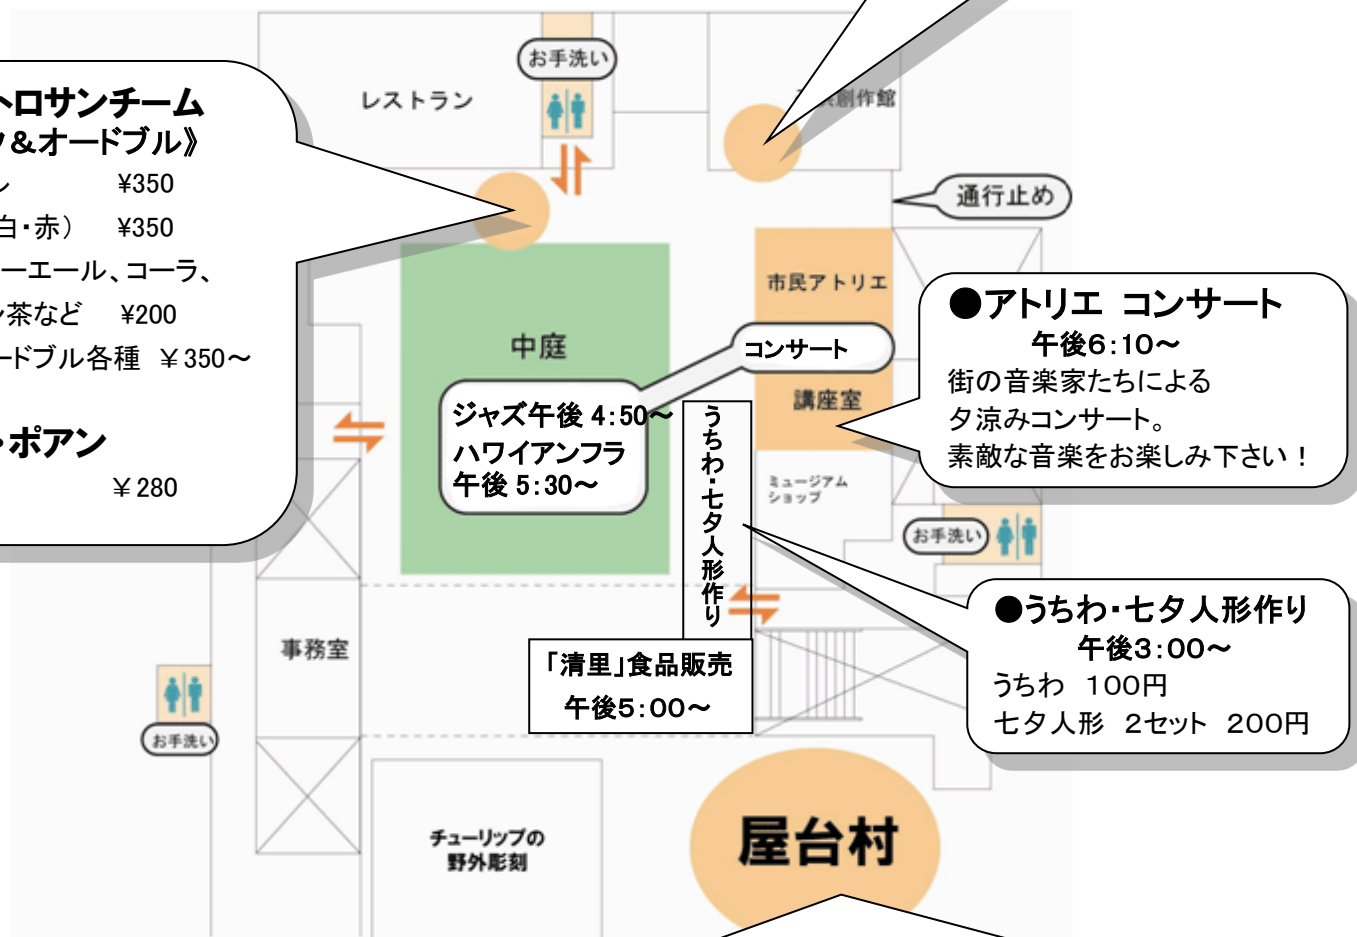 お手洗い
レストラン
創作館
トロサンチーム
&オードブル》
¥350
白・赤） ¥350
ーエール、コーラ、
茶など ¥200
ードブル各種 ￥350～
・ポアン
￥280
通行止め
市民アトリエ
中庭
コンサート
講座室
ジャズ午後 4:50～
ハワイアンフラ
午後 5:30～
●アトリエ コンサート
午後6:10～
街の音楽家たちによる
夕涼みコンサート。
素敵な音楽をお楽しみ下さい！
うちわ・七夕人形作り
ミュージアム
ショップ
お手洗い
●うちわ・七夕人形作り
午後3:00～
うちわ 100円
七夕人形 2セット 200円
事務室
「清里」食品販売
午後5:00～
お手洗い
チューリップの
野外彫刻
屋台村